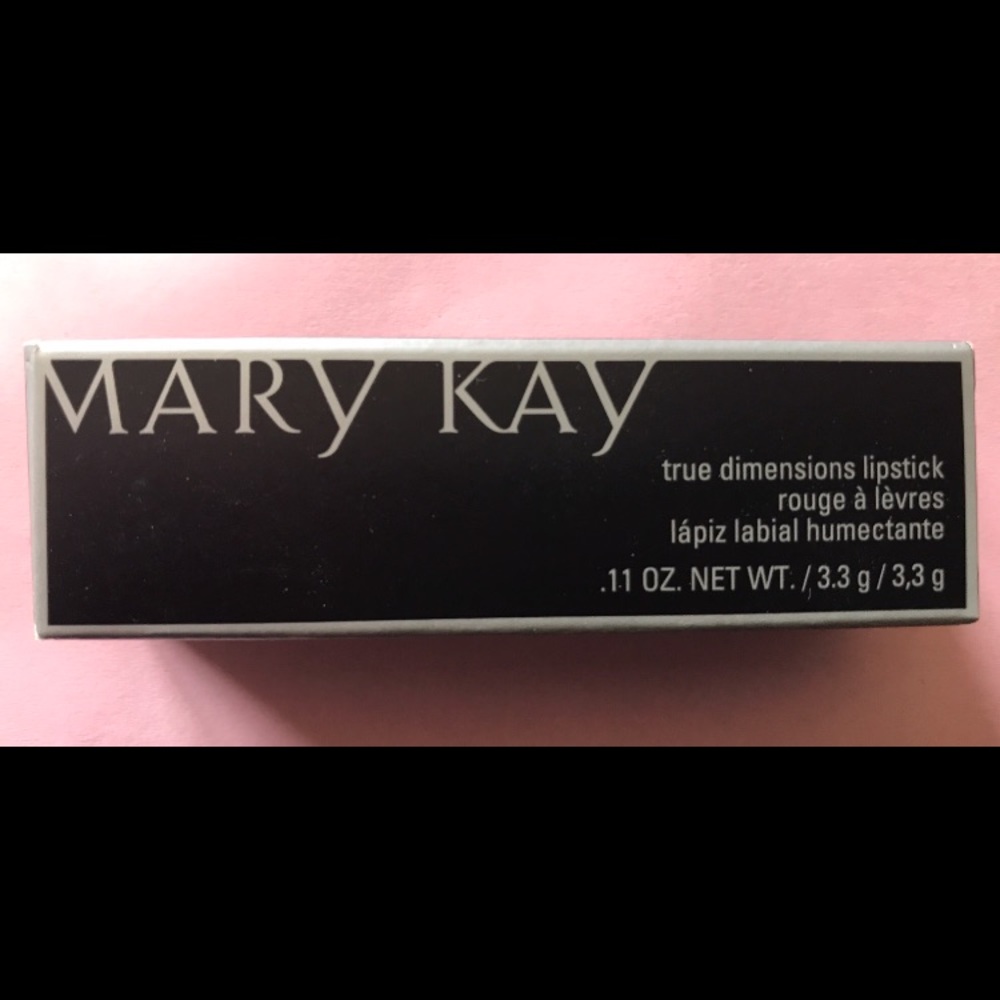 MARY KAY
true dimensions lipstick
rouge à lèvres
lápiz labial humectante
.11 OZ. NET WT. / 3.3 g / 3,3 g